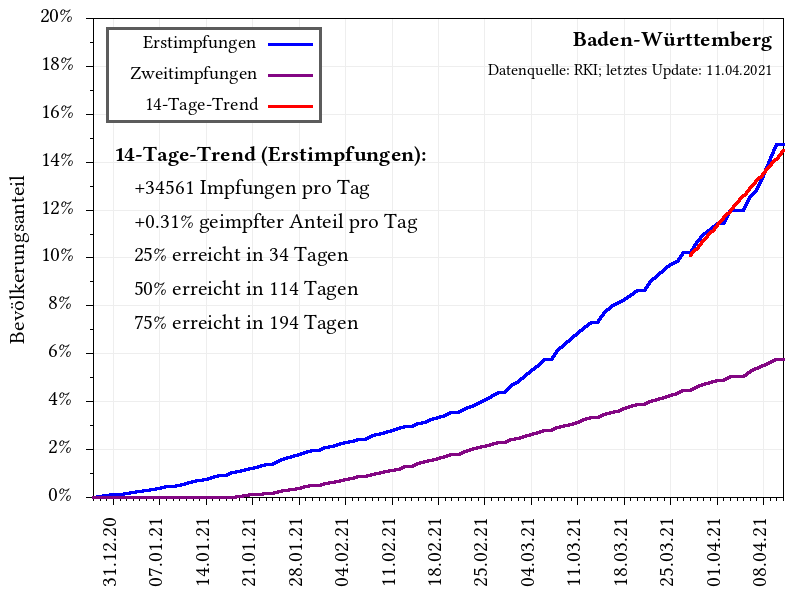 20%
18%
16%
14%
12%
10%
8%
6%
4%
2%
0%
Bevölkerungsanteil
Erstimpfungen
Zweitimpfungen
14-Tage-Trend
Baden-Württemberg
Datenquelle: RKI; letztes Update: 11.04.2021
14-Tage-Trend (Erstimpfungen):
+34561 Impfungen pro Tag
+0.31% geimpfter Anteil pro Tag
25% erreicht in 34 Tagen
50% erreicht in 114 Tagen
75% erreicht in 194 Tagen
31.12.20
07.01.21
14.01.21
21.01.21
28.01.21
04.02.21
11.02.21
18.02.21
25.02.21
04.03.21
11.03.21
18.03.21
25.03.21
01.04.21
08.04.21